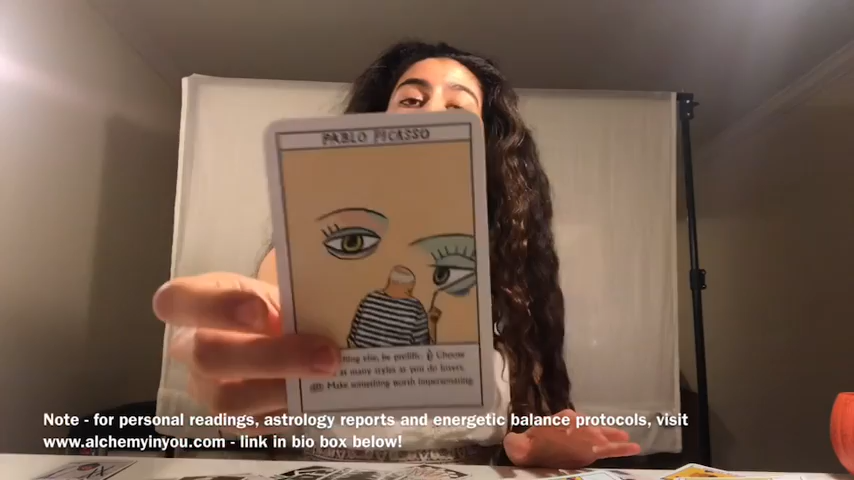 PABLO PICASSO
else, be prolific. Choose
as many styles as you do lovers.
Make something worth impersonating.
Note - for personal readings, astrology reports and energetic balance protocols, visit
www.alchemyinyou.com - link in bio box below!